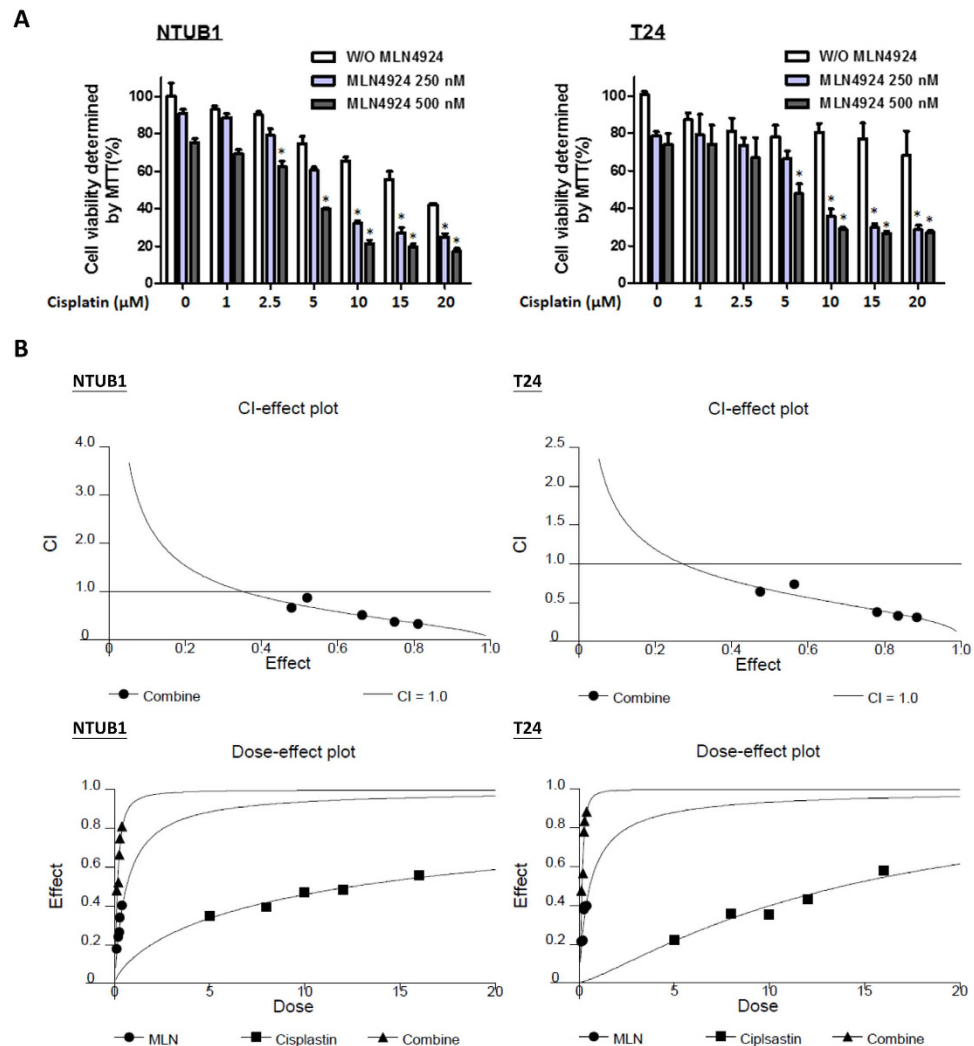 A
NTUB1
W/O MLN4924
MLN4924 250 nM
MLN4924 500 nM
Cell viability determined
by MTT(%)
100
80
60
40
20
0
* * * * * * * *
Cisplatin (µM) 0 1 2.5 5 10 15 20
T24
W/O MLN4924
MLN4924 250 nM
MLN4924 500 nM
Cell viability determined
by MTT(%)
100
80
60
40
20
0
* * * * * * *
Cisplatin (µM) 0 1 2.5 5 10 15 20
B
NTUB1
CI-effect plot
4.0
3.0
2.0
1.0
0
CI
0 0.2 0.4 0.6 0.8 1.0
Effect
Combine CI = 1.0
T24
CI-effect plot
2.5
2.0
1.5
1.0
0.5
0
CI
0 0.2 0.4 0.6 0.8 1.0
Effect
Combine CI = 1.0
NTUB1
Dose-effect plot
1.0
0.8
0.6
0.4
0.2
0
Effect
0 5 10 15 20
Dose
MLN Cisplastin Combine
T24
Dose-effect plot
1.0
0.8
0.6
0.4
0.2
0
Effect
0 5 10 15 20
Dose
MLN Ciplsastin Combine